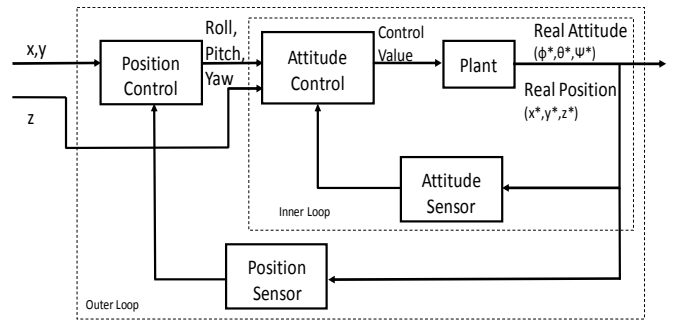 x,y
z
Position
Control
Roll,
Pitch,
Yaw
Attitude
Control
Control
Value
Plant
Real Attitude
(ϕ*,θ*,Ψ*)
Real Position
(x*,y*,z*)
Attitude
Sensor
Inner Loop
Position
Sensor
Outer Loop